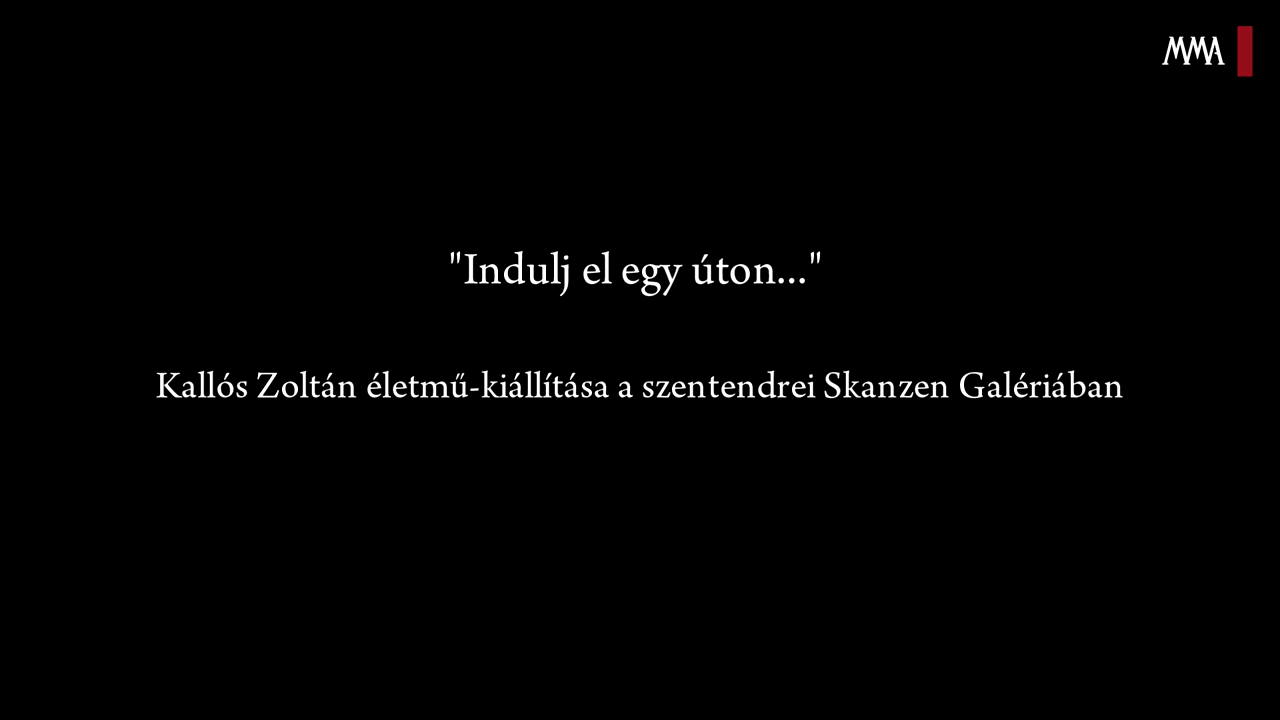 MMA
"Indulj el egy úton..."
Kallós Zoltán életmű-kiállítása a szentendrei Skanzen Galériában